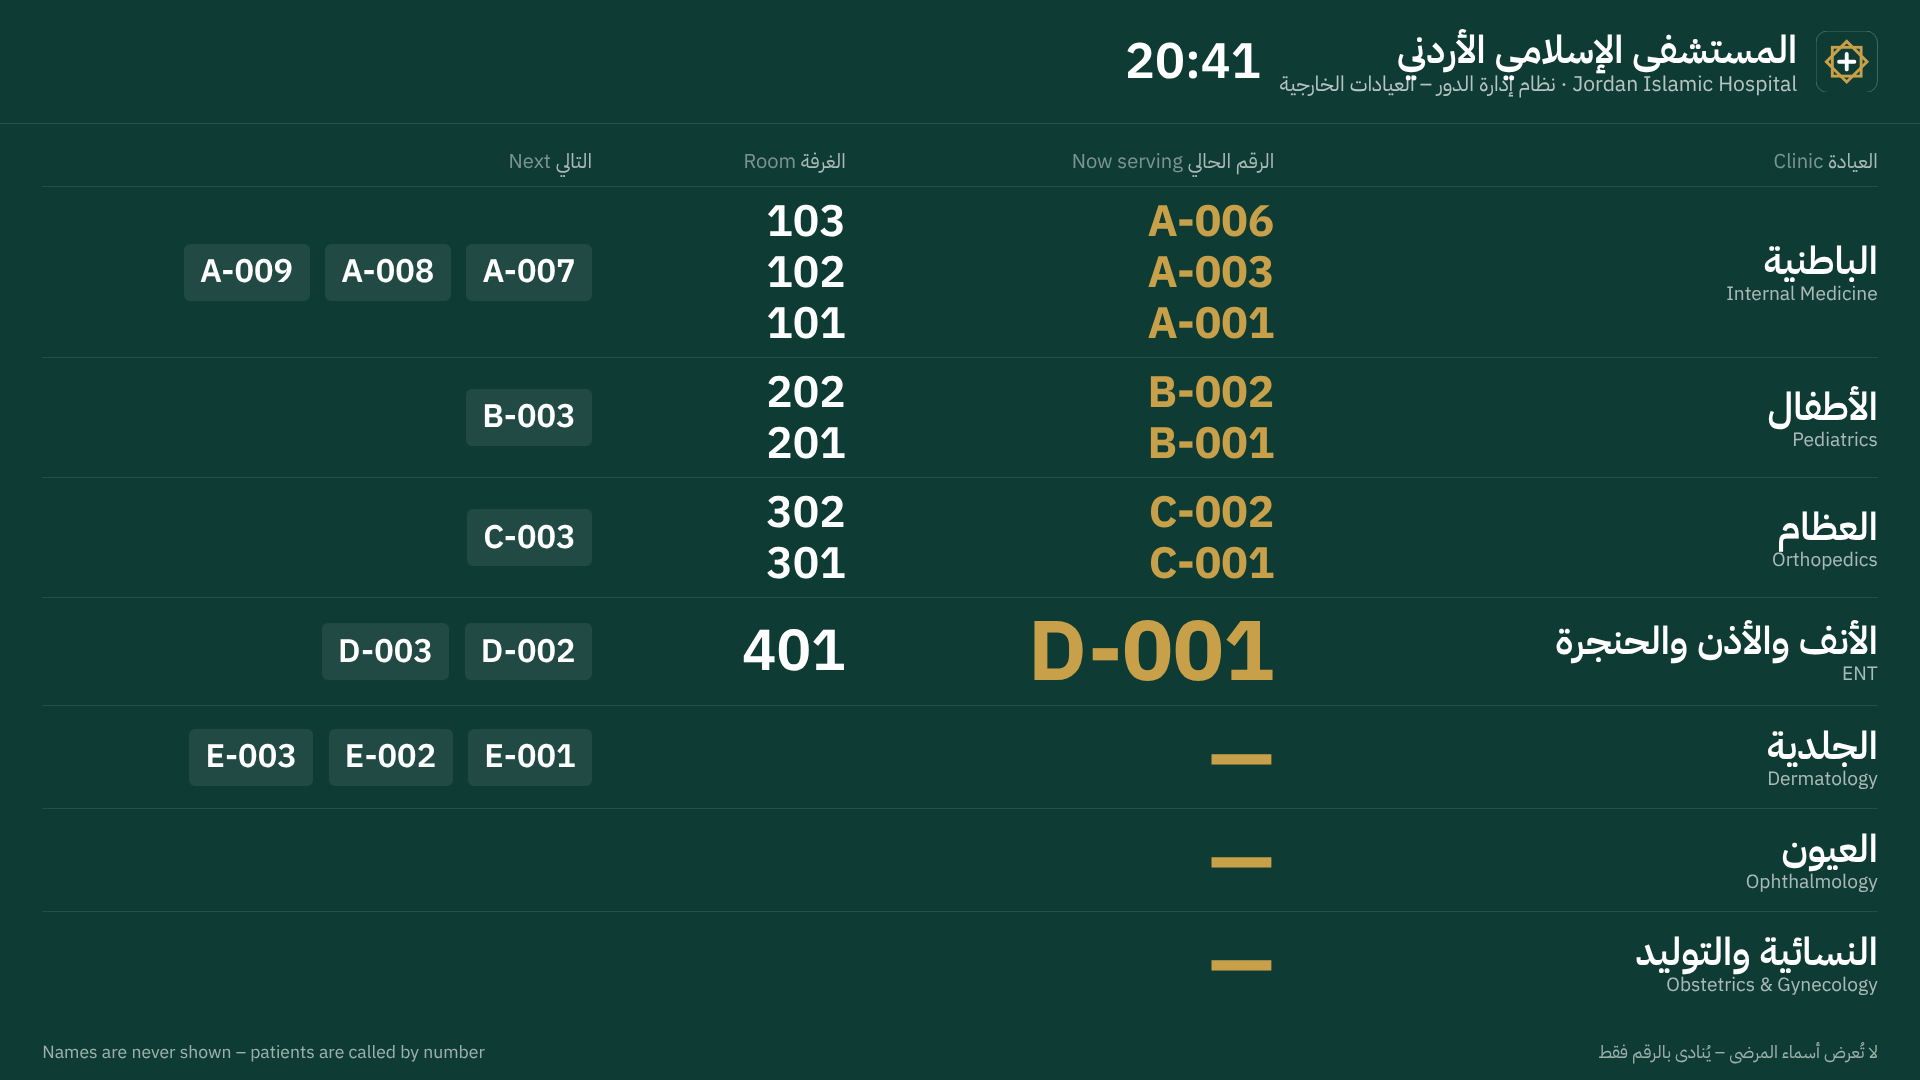 المستشفى الإسلامي الأردني
Jordan Islamic Hospital · نظام إدارة الدور – العيادات الخارجية
20:41
العيادة Clinic
الرقم الحالي Now serving
الغرفة Room
التالي Next
الباطنية
Internal Medicine
A-006 103
A-003 102
A-001 101
A-007 A-008 A-009
الأطفال
Pediatrics
B-002 202
B-001 201
B-003
العظام
Orthopedics
C-002 302
C-001 301
C-003
الأنف والأذن والحنجرة
ENT
D-001 401
D-002 D-003
الجلدية
Dermatology
—
E-001 E-002 E-003
العيون
Ophthalmology
—
النسائية والتوليد
Obstetrics & Gynecology
—
لا تُعرض أسماء المرضى – يُنادى بالرقم فقط
Names are never shown – patients are called by number